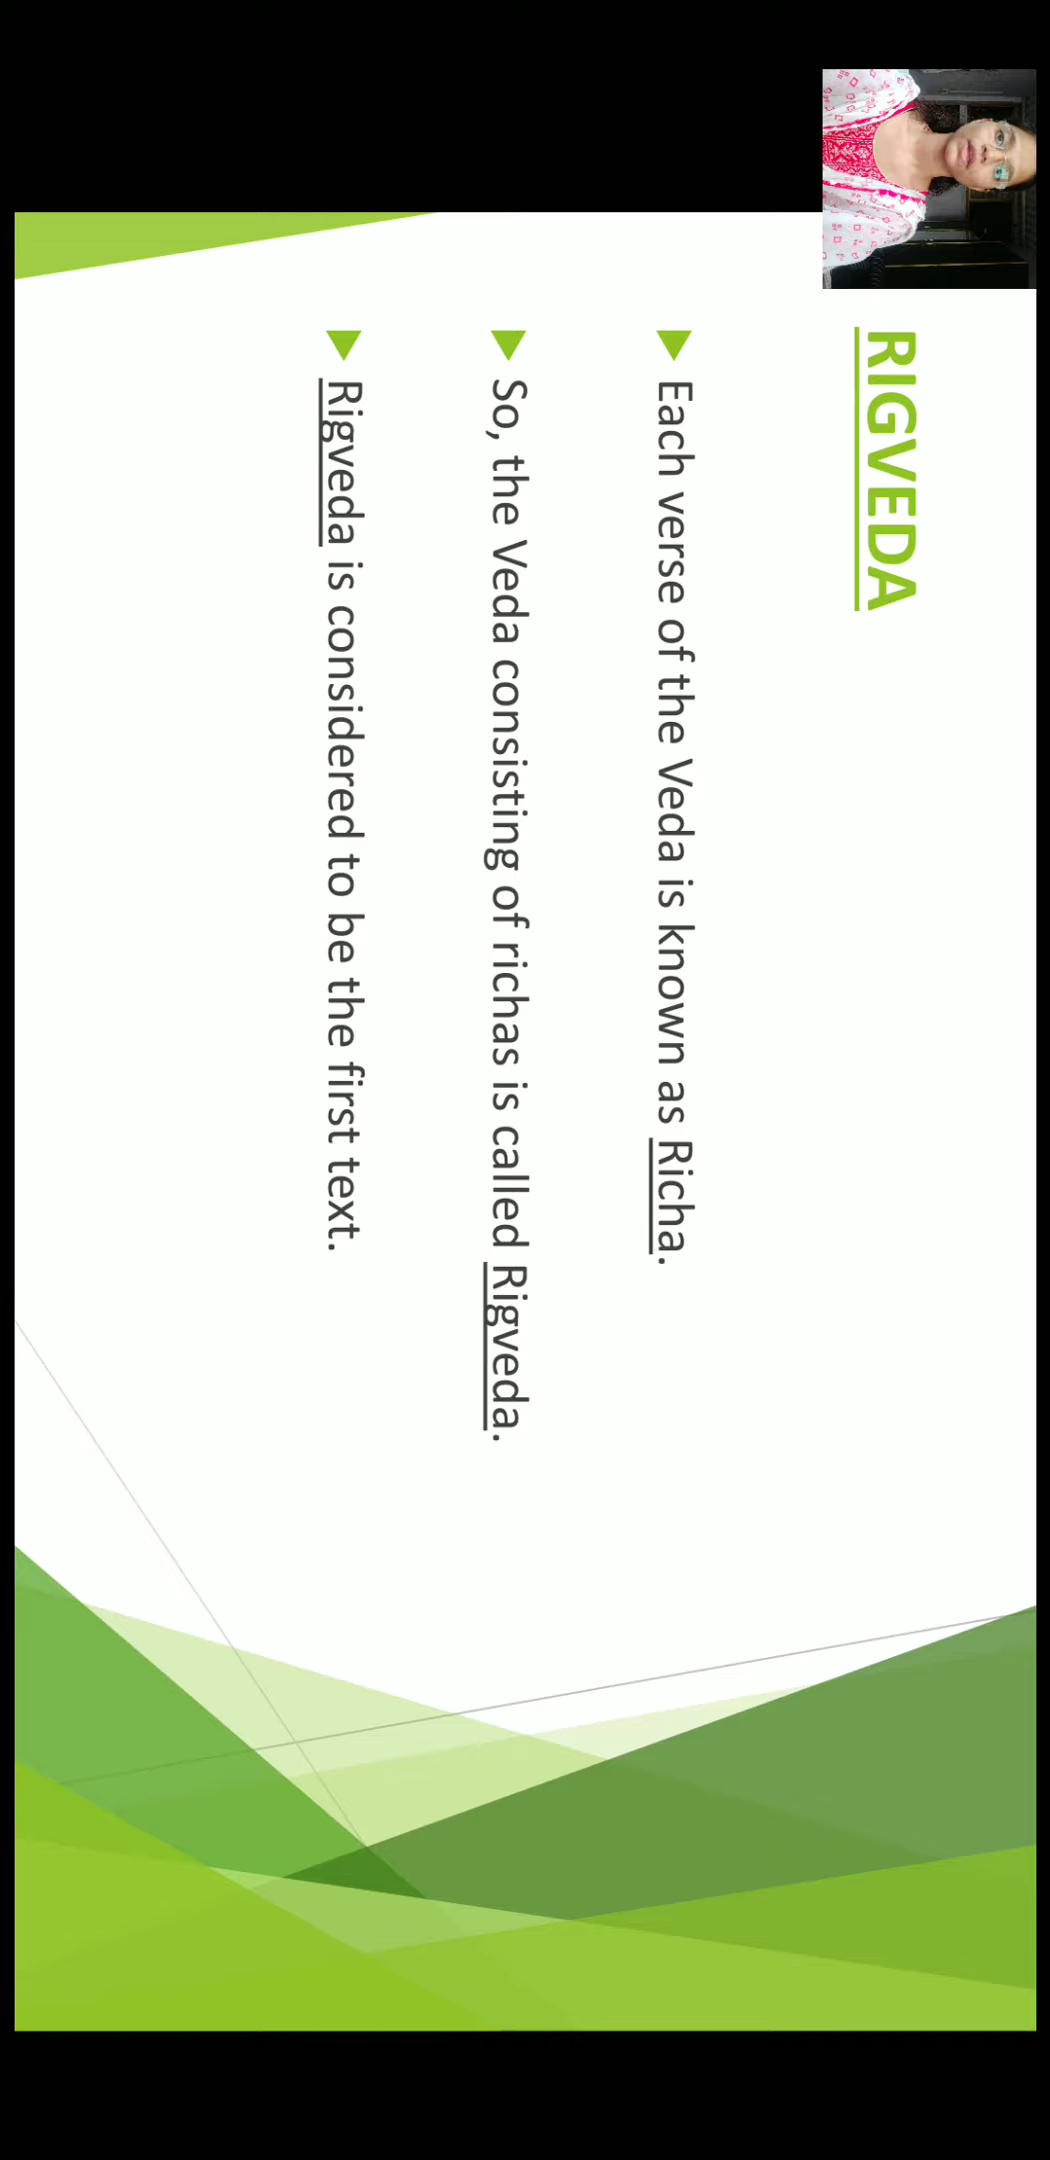 RIGVEDA
Each verse of the Veda is known as Richa.
So, the Veda consisting of richas is called Rigveda.
Rigveda is considered to be the first text.